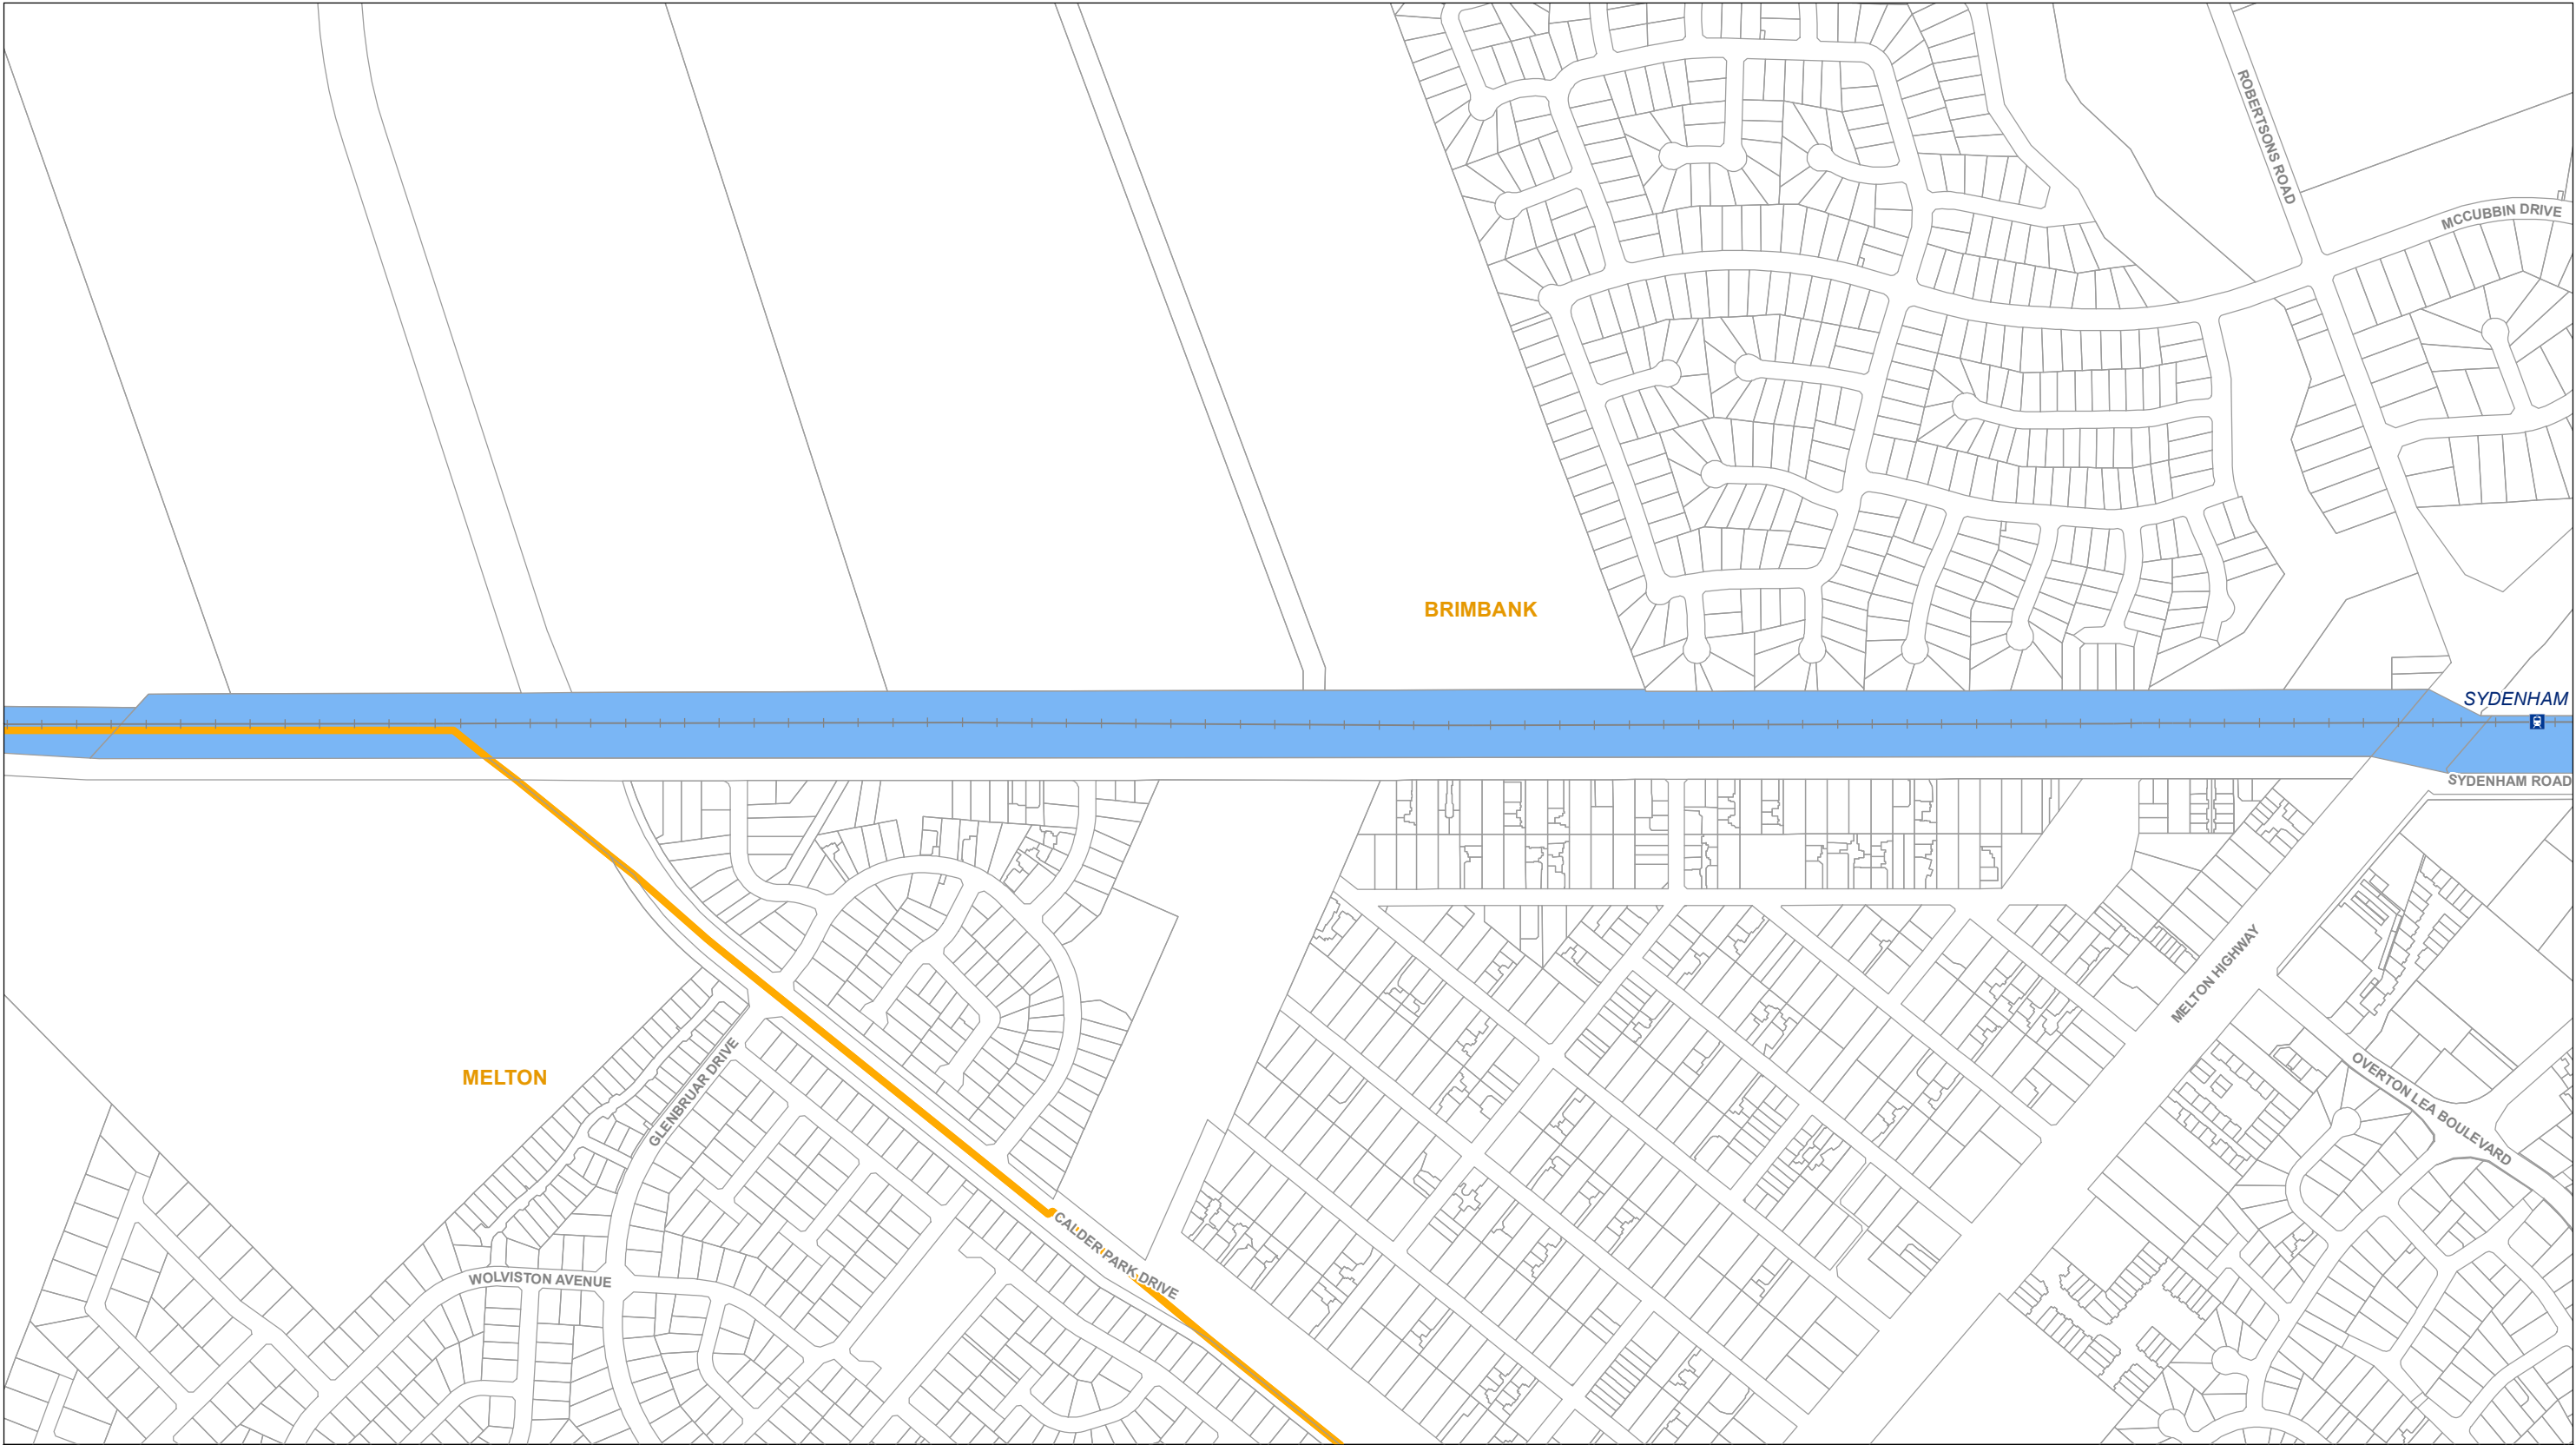 ROBERTSONS ROAD
MCCUBBIN DRIVE
BRIMBANK
SYDENHAM
SYDENHAM ROAD
MELTON HIGHWAY
MELTON
GLENBRUAR DRIVE
OVERTON LEA BOULEVARD
CALDER PARK DRIVE
WOLVISTON AVENUE